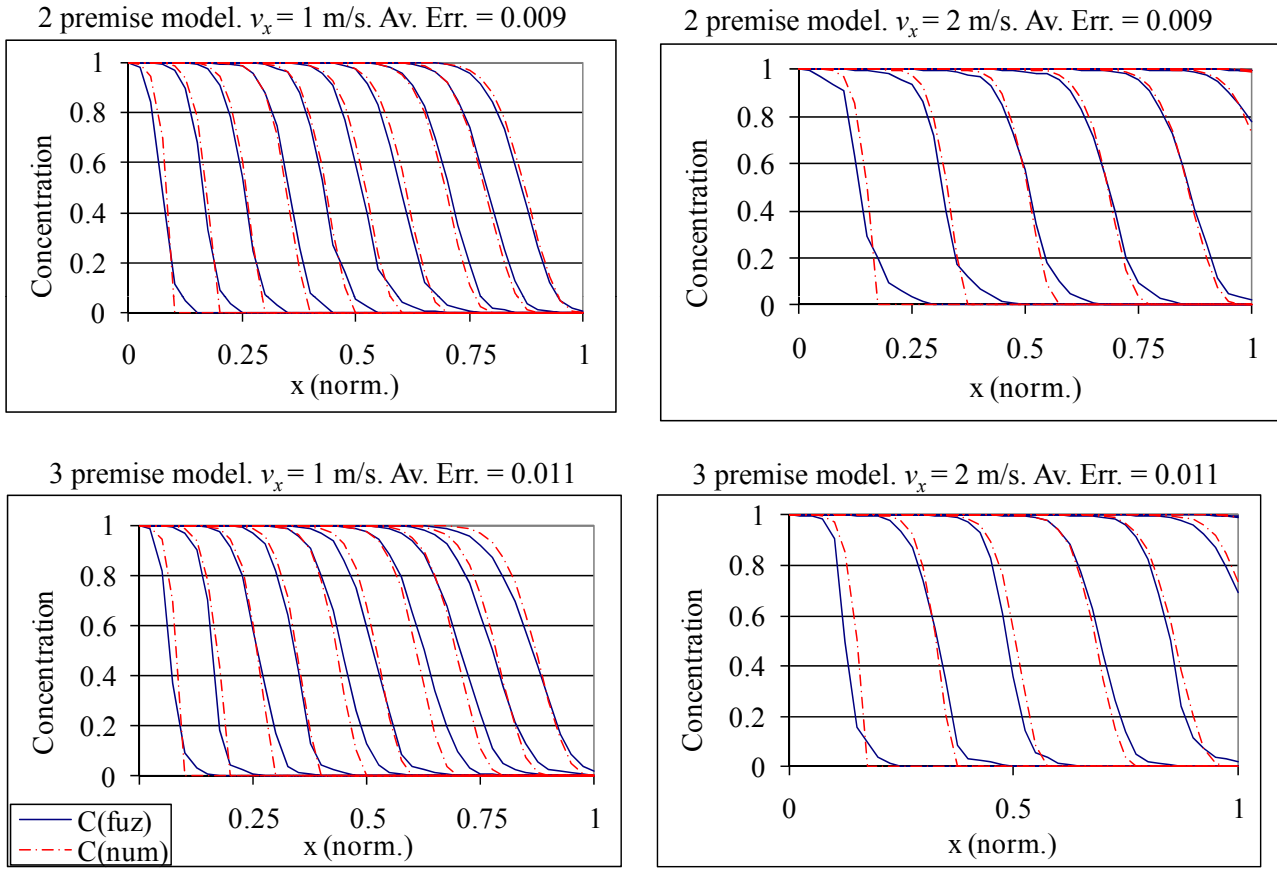 2 premise model. vx = 1 m/s. Av. Err. = 0.009
1
0.8
0.6
0.4
0.2
0
Concentration
0 0.25 0.5 0.75 1
x (norm.)
2 premise model. vx = 2 m/s. Av. Err. = 0.009
1
0.8
0.6
0.4
0.2
0
Concentration
0 0.25 0.5 0.75 1
x (norm.)
3 premise model. vx = 1 m/s. Av. Err. = 0.011
1
0.8
0.6
0.4
0.2
0
Concentration
0.25 0.5 0.75 1
x (norm.)
C(fuz)
C(num)
3 premise model. vx = 2 m/s. Av. Err. = 0.011
1
0.8
0.6
0.4
0.2
0
Concentration
0 0.5 1
x (norm.)